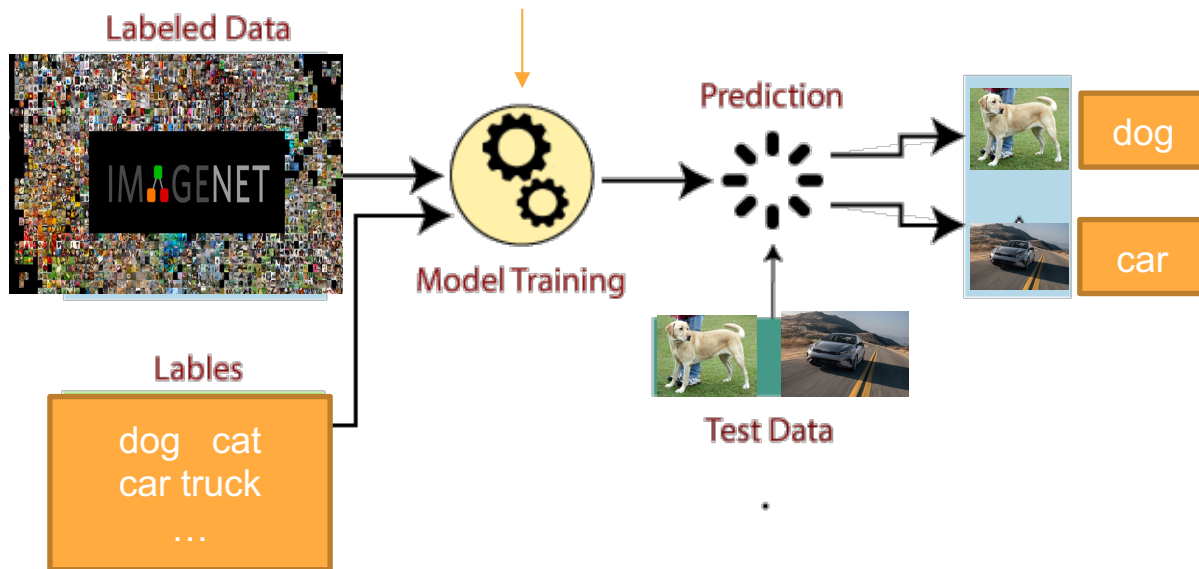 Labeled Data
IMAGENET
Prediction
dog
Model Training
car
Lables
dog cat
car truck
...
Test Data